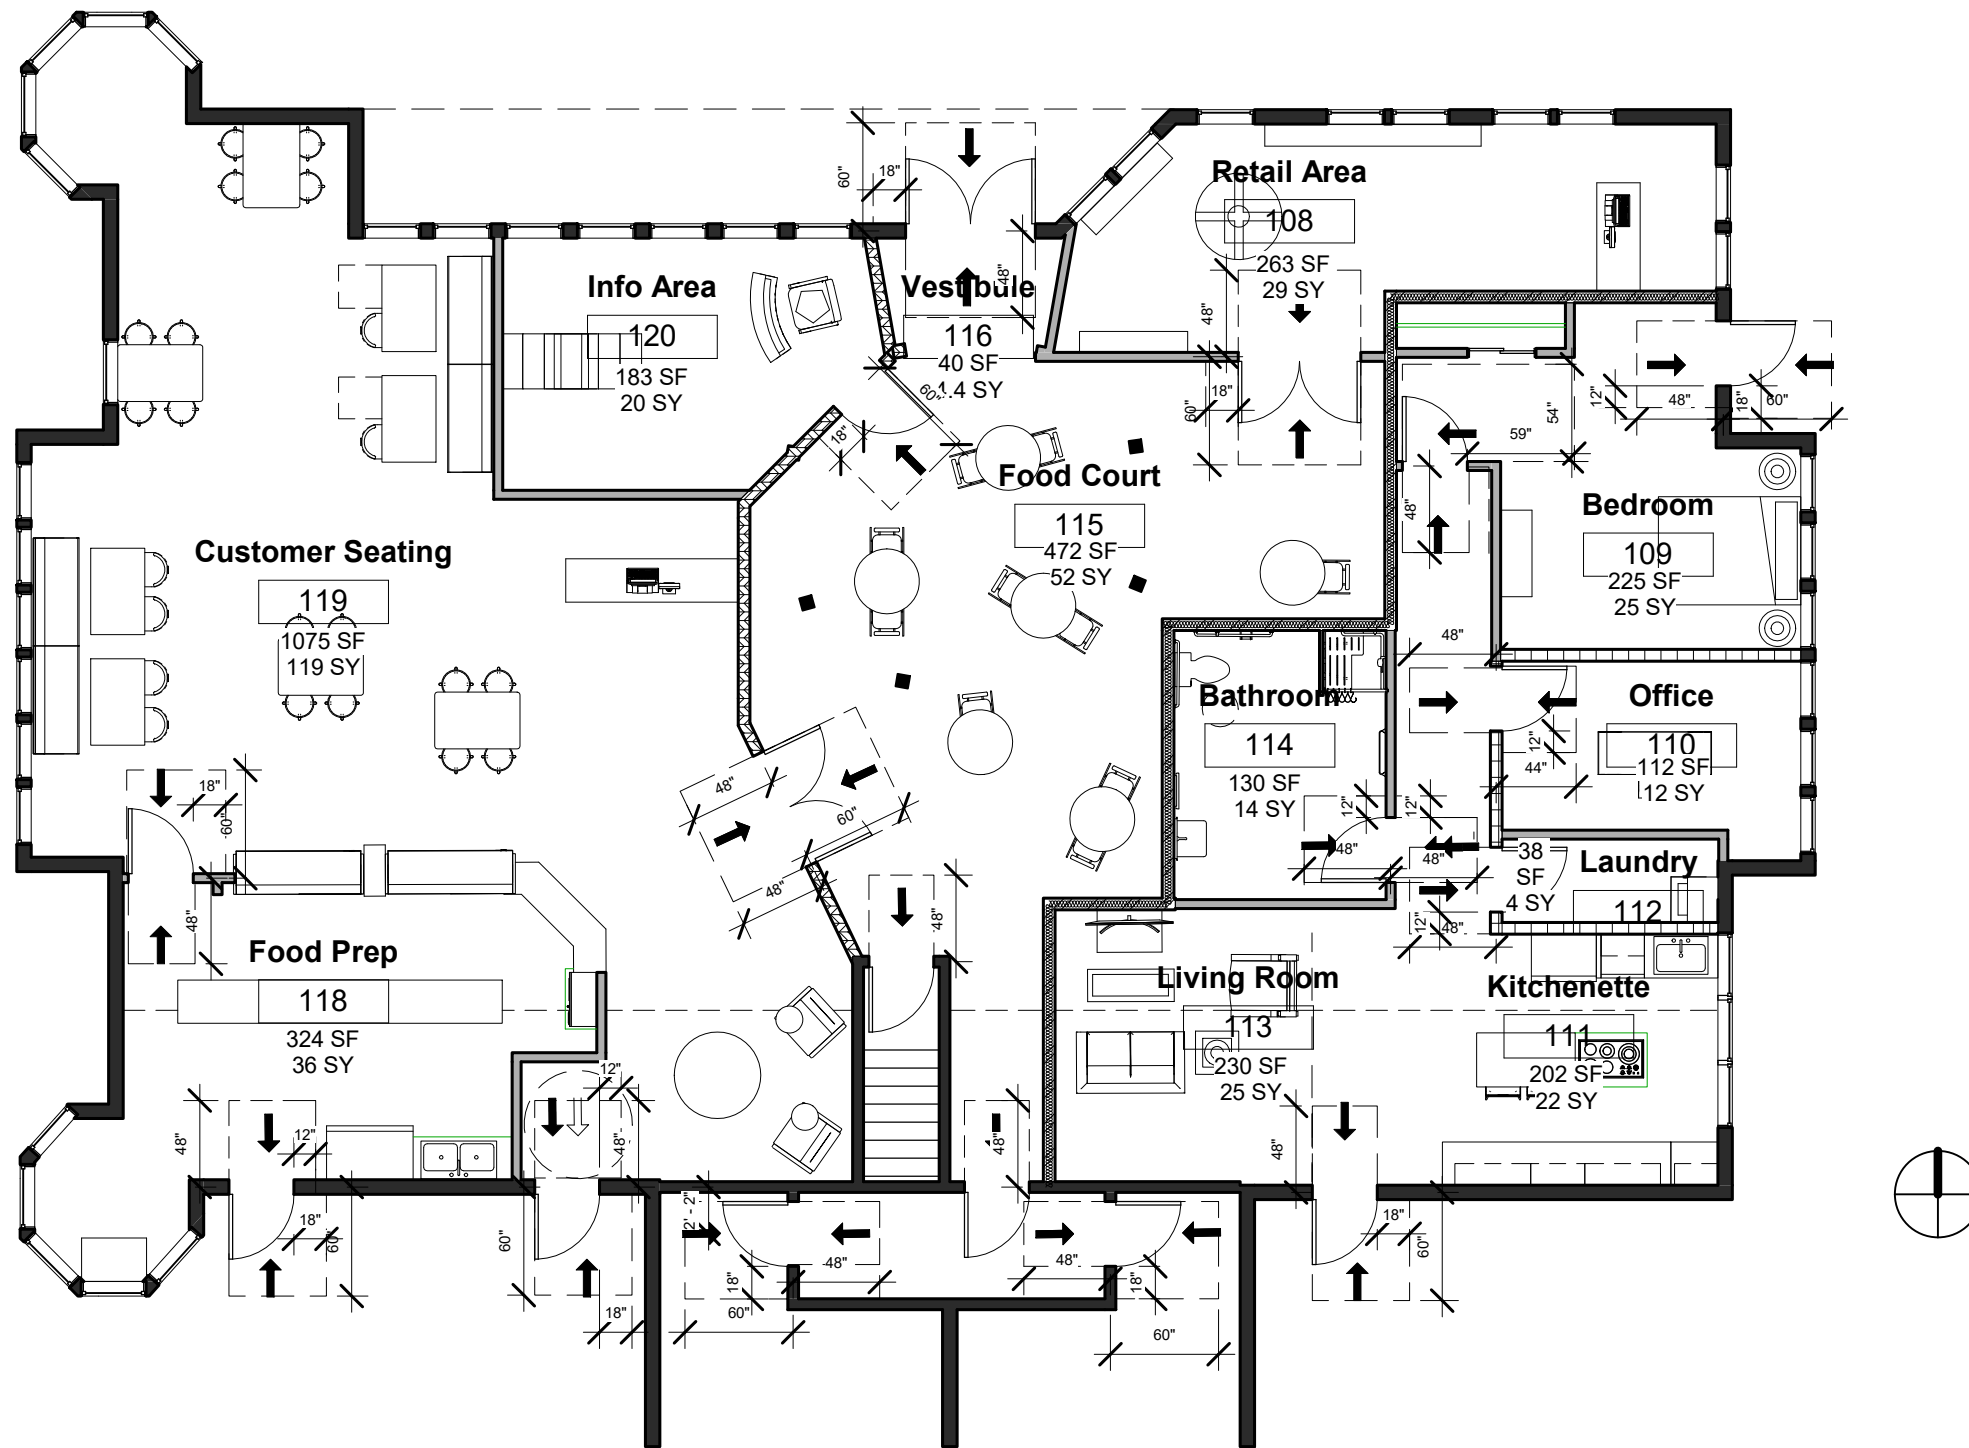 60"
18"
48"
Retail Area
108
263 SF
29 SY
Info Area
120
183 SF
20 SY
Vestibule
116
40 SF
4.4 SY
60"
18"
48"
18"
60"
12"
48"
18"
60"
54"
59"
48"
Food Court
115
472 SF
52 SY
Bedroom
109
225 SF
25 SY
Customer Seating
119
1075 SF
119 SY
48"
Bathroom
114
130 SF
14 SY
Office
110
112 SF
12 SY
12"
44"
18"
60"
48"
48"
60"
48"
12"
12"
48"
48"
38
SF
4 SY
Laundry
112
12"
48"
48"
Food Prep
118
324 SF
36 SY
Living Room
113
230 SF
25 SY
Kitchenette
111
202 SF
22 SY
12"
48"
48"
12"
48"
48"
18"
60"
60"
18"
2' - 2"
48"
18"
60"
48"
18"
60"
18"
60"